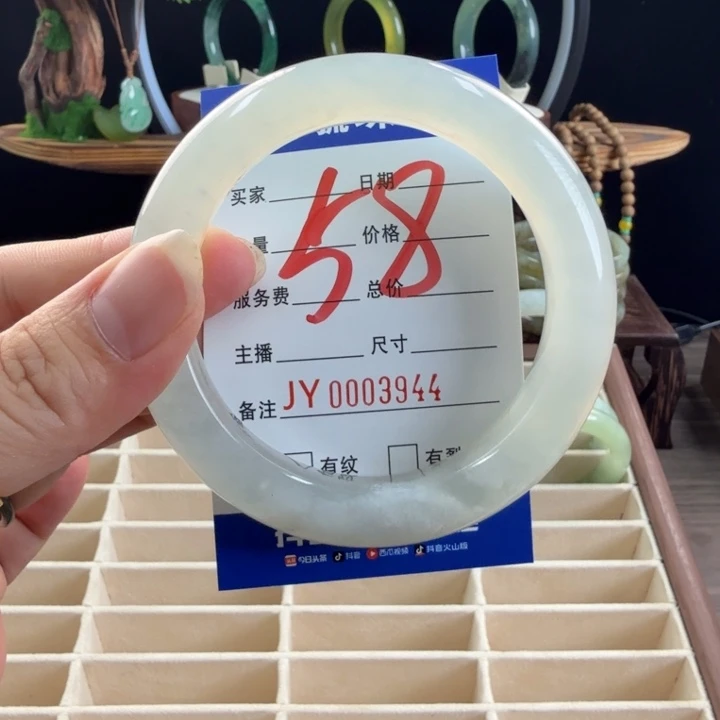 买家 日期
58
量 价格
服务费 总价
主播 尺寸
备注 JY 0003944
有纹 有裂
今日头条 抖音 西瓜视频 抖音火山版